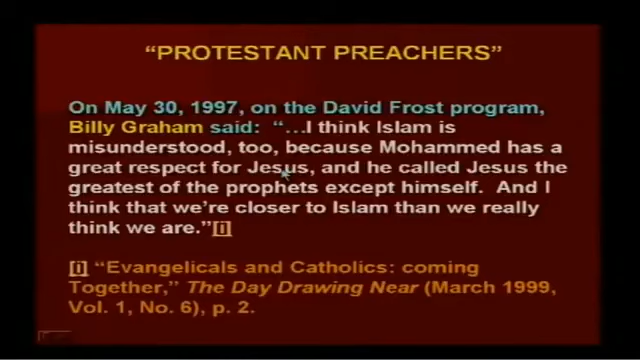 “PROTESTANT PREACHERS”
On May 30, 1997, on the David Frost program,
Billy Graham said: “…I think Islam is
misunderstood, too, because Mohammed has a
great respect for Jesus, and he called Jesus the
greatest of the prophets except himself. And I
think that we’re closer to Islam than we really
think we are.”[i]
[i] “Evangelicals and Catholics: coming
Together,” The Day Drawing Near (March 1999,
Vol. 1, No. 6), p. 2.